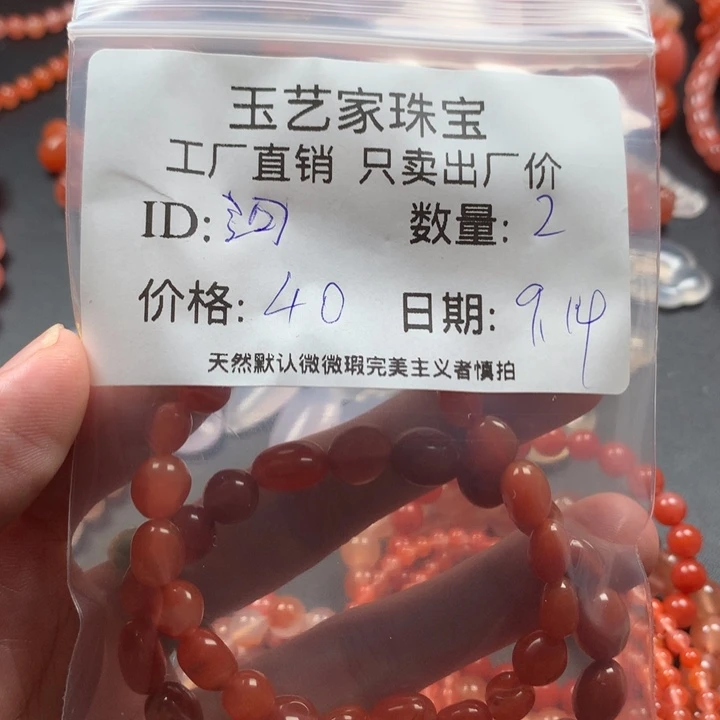 玉艺家珠宝
工厂直销 只卖出厂价
ID: 数量: 2
价格: 40 日期: 9.14
天然默认微微瑕完美主义者慎拍